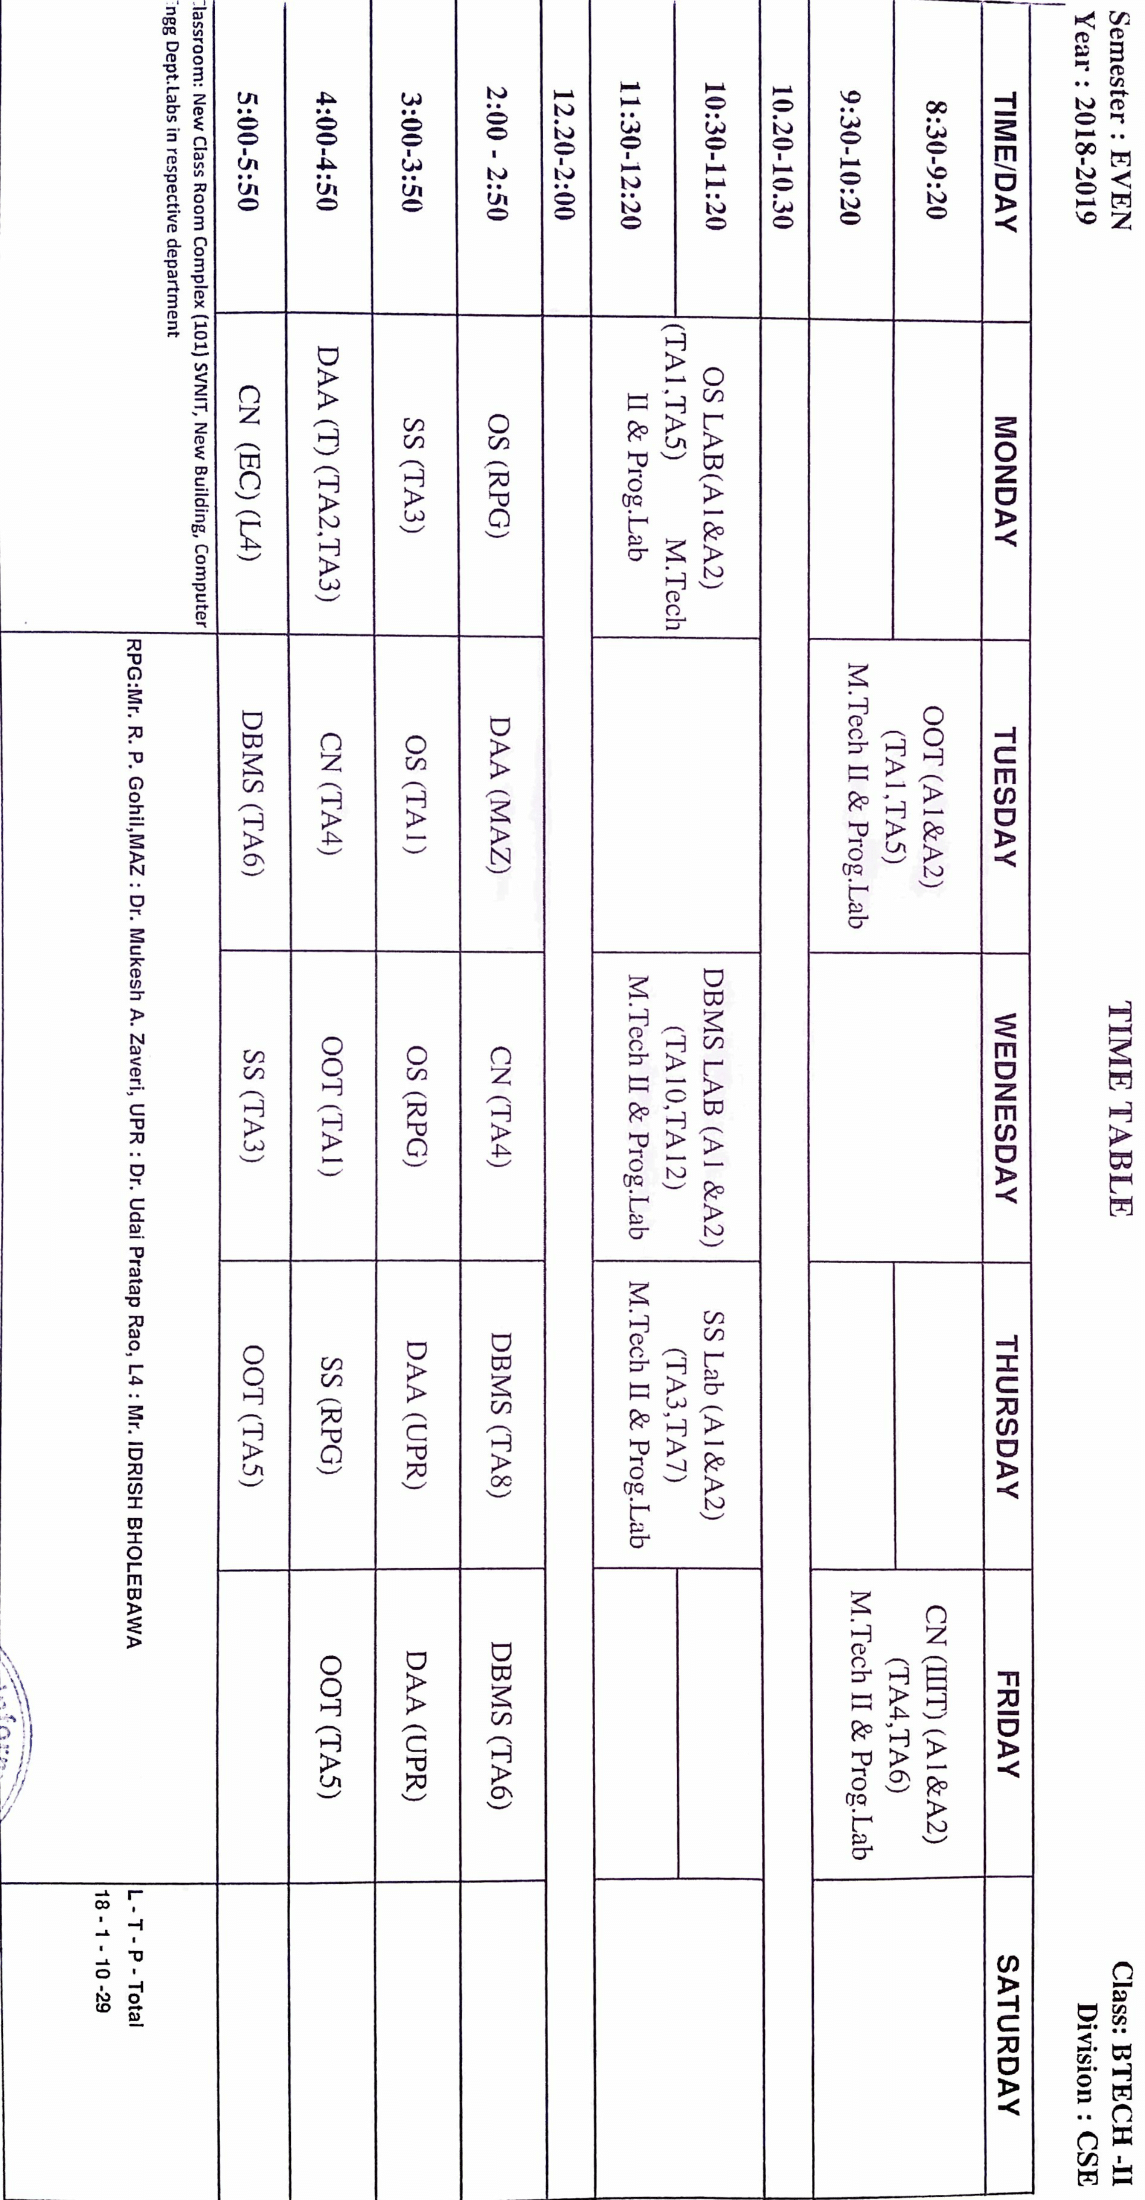 Semester : EVEN
Year : 2018-2019
TIME TABLE
Class: BTECH -II
Division : CSE
TIME/DAY MONDAY TUESDAY WEDNESDAY THURSDAY FRIDAY SATURDAY
8:30-9:20
OOT (A1&A2)
(TA1,TA5)
M.Tech II & Prog.Lab
CN (IIIT) (A1&A2)
(TA4,TA6)
M.Tech II & Prog.Lab
9:30-10:20
10.20-10.30
10:30-11:20
OS LAB(A1&A2)
(TA1,TA5) M.Tech
II & Prog.Lab
DBMS LAB (A1 &A2)
(TA10,TA12)
M.Tech II & Prog.Lab
SS Lab (A1&A2)
(TA3,TA7)
M.Tech II & Prog.Lab
11:30-12:20
12.20-2:00
2:00 - 2:50 OS (RPG) DAA (MAZ) CN (TA4) DBMS (TA8) DBMS (TA6)
3:00-3:50 SS (TA3) OS (TA1) OS (RPG) DAA (UPR) DAA (UPR)
4:00-4:50 DAA (T) (TA2,TA3) CN (TA4) OOT (TA1) SS (RPG) OOT (TA5)
5:00-5:50 CN (EC) (L4) DBMS (TA6) SS (TA3) OOT (TA5)
lassroom: New Class Room Complex (101) SVNIT, New Building, Computer
ngg Dept.Labs in respective department
RPG:Mr. R. P. Gohil,MAZ : Dr. Mukesh A. Zaveri, UPR : Dr. Udai Pratap Rao, L4 : Mr. IDRISH BHOLEBAWA
L - T - P - Total
18 - 1 - 10 -29